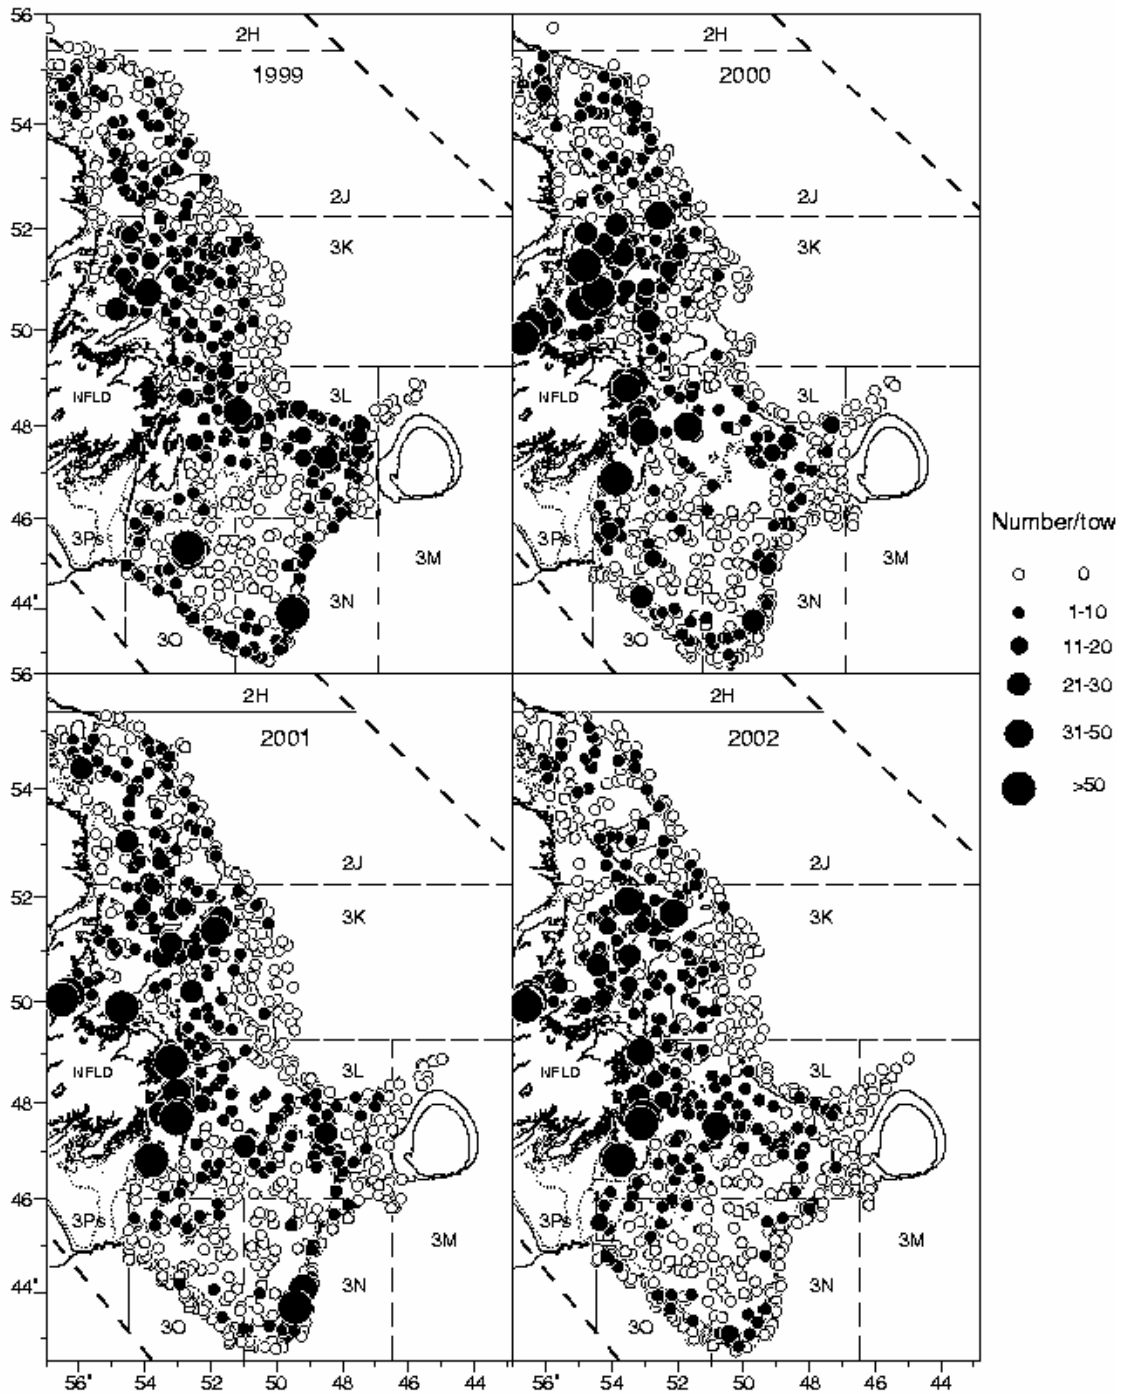 56
2H
2H
1999
2000
54
2J
2J
52
3K
3K
50
NFLD
3L
NFLD
3L
48
46
3Ps
3M
3Ps
3M
44°
3N
3N
3O
3O
Number/tow
0
1-10
11-20
21-30
31-50
>50
56
2H
2H
2001
2002
54
2J
2J
52
3K
3K
50
NFLD
3L
NFLD
3L
48
46
3Ps
3M
3Ps
3M
44°
3N
3N
3O
3O
56° 54 52 50 48 46 44 56° 54 52 50 48 46 44